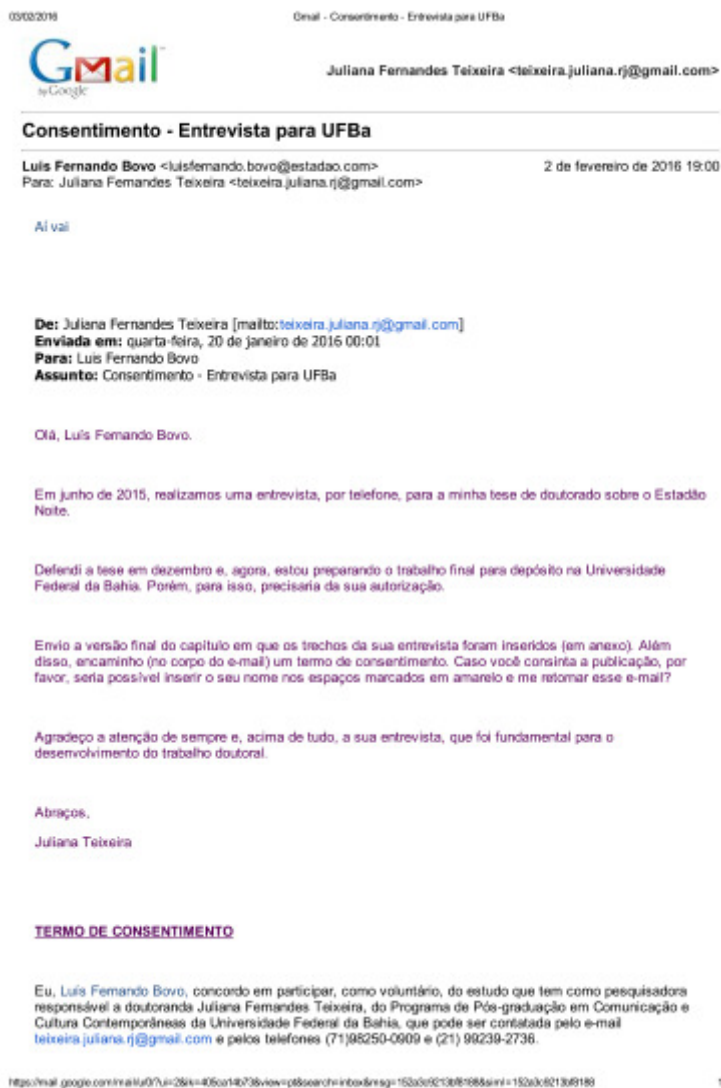 03/02/2016
Gmail - Consentimento - Entrevista para UFBa
Gmail
by Google
Juliana Fernandes Teixeira <teixeira.juliana.rj@gmail.com>
Consentimento - Entrevista para UFBa
Luis Fernando Bovo <luisfernando.bovo@estadao.com>
2 de fevereiro de 2016 19:00
Para: Juliana Fernandes Teixeira <teixeira.juliana.rj@gmail.com>
Aí vai
De: Juliana Fernandes Teixeira [mailto:teixeira.juliana.rj@gmail.com]
Enviada em: quarta-feira, 20 de janeiro de 2016 00:01
Para: Luis Fernando Bovo
Assunto: Consentimento - Entrevista para UFBa
Olá, Luís Fernando Bovo.
Em junho de 2015, realizamos uma entrevista, por telefone, para a minha tese de doutorado sobre o Estadão
Noite.
Defendi a tese em dezembro e, agora, estou preparando o trabalho final para depósito na Universidade
Federal da Bahia. Porém, para isso, precisaria da sua autorização.
Envio a versão final do capítulo em que os trechos da sua entrevista foram inseridos (em anexo). Além
disso, encaminho (no corpo do e-mail) um termo de consentimento. Caso você consinta a publicação, por
favor, seria possível inserir o seu nome nos espaços marcados em amarelo e me retornar esse e-mail?
Agradeço a atenção de sempre e, acima de tudo, a sua entrevista, que foi fundamental para o
desenvolvimento do trabalho doutoral.
Abraços,
Juliana Teixeira
TERMO DE CONSENTIMENTO
Eu, Luís Fernando Bovo, concordo em participar, como voluntário, do estudo que tem como pesquisadora
responsável a doutoranda Juliana Fernandes Teixeira, do Programa de Pós-graduação em Comunicação e
Cultura Contemporâneas da Universidade Federal da Bahia, que pode ser contatada pelo e-mail
teixeira.juliana.rj@gmail.com e pelos telefones (71)98250-0909 e (21) 99239-2736.